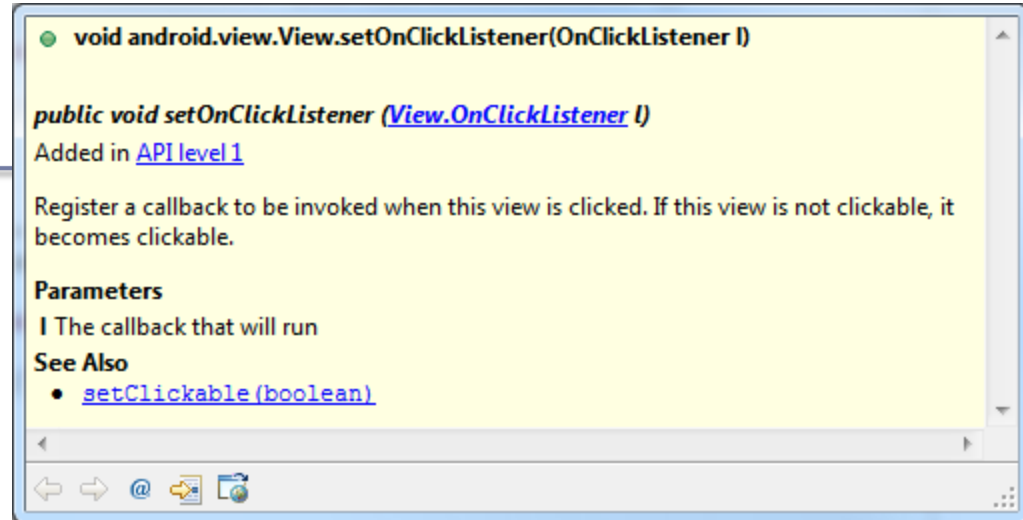 void android.view.View.setOnClickListener(OnClickListener l)
public void setOnClickListener (View.OnClickListener l)
Added in API level 1
Register a callback to be invoked when this view is clicked. If this view is not clickable, it
becomes clickable.
Parameters
l The callback that will run
See Also
• setClickable(boolean)
@